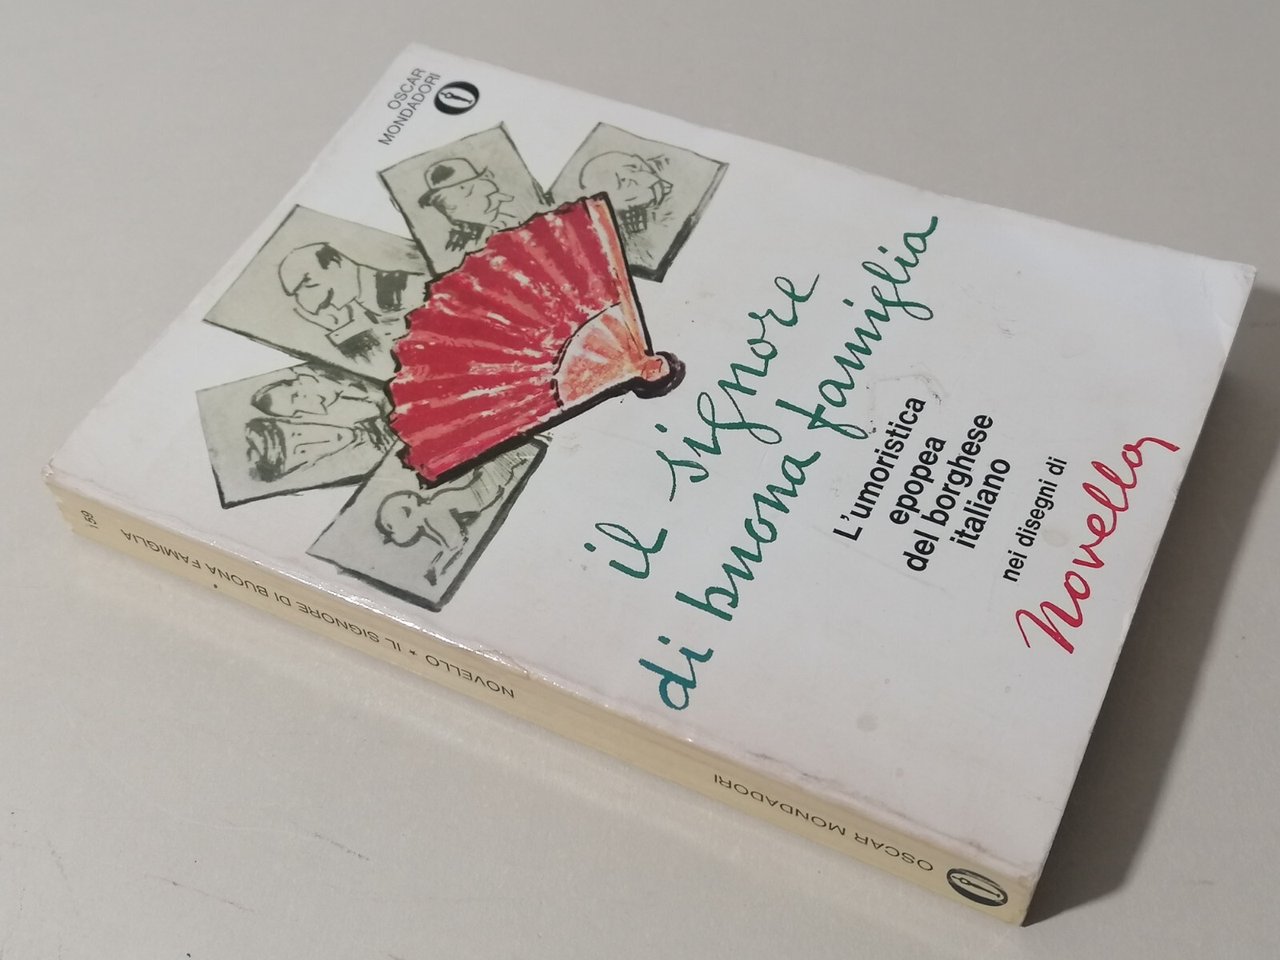 OSCAR
MONDADORI
il signore
di buona famiglia
L'umoristica
epopea
del borghese
italiano
nei disegni di
Novello
159
NOVELLO * IL SIGNORE DI BUONA FAMIGLIA
OSCAR MONDADORI